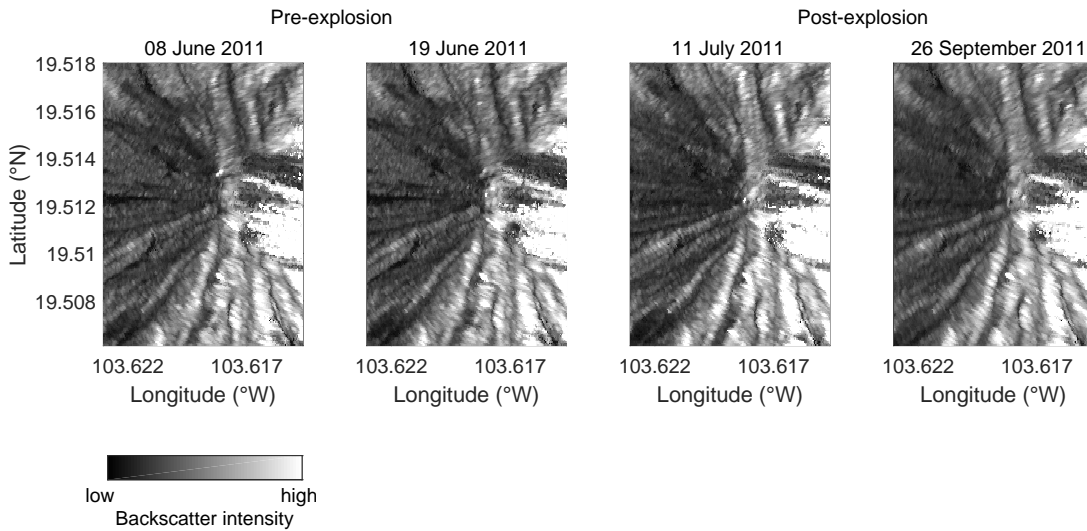 Pre-explosion
Post-explosion
08 June 2011
19 June 2011
11 July 2011
26 September 2011
19.518
19.516
19.514
19.512
19.51
19.508
Latitude (°N)
103.622 103.617
103.622 103.617
103.622 103.617
103.622 103.617
Longitude (°W)
Longitude (°W)
Longitude (°W)
Longitude (°W)
low high
Backscatter intensity